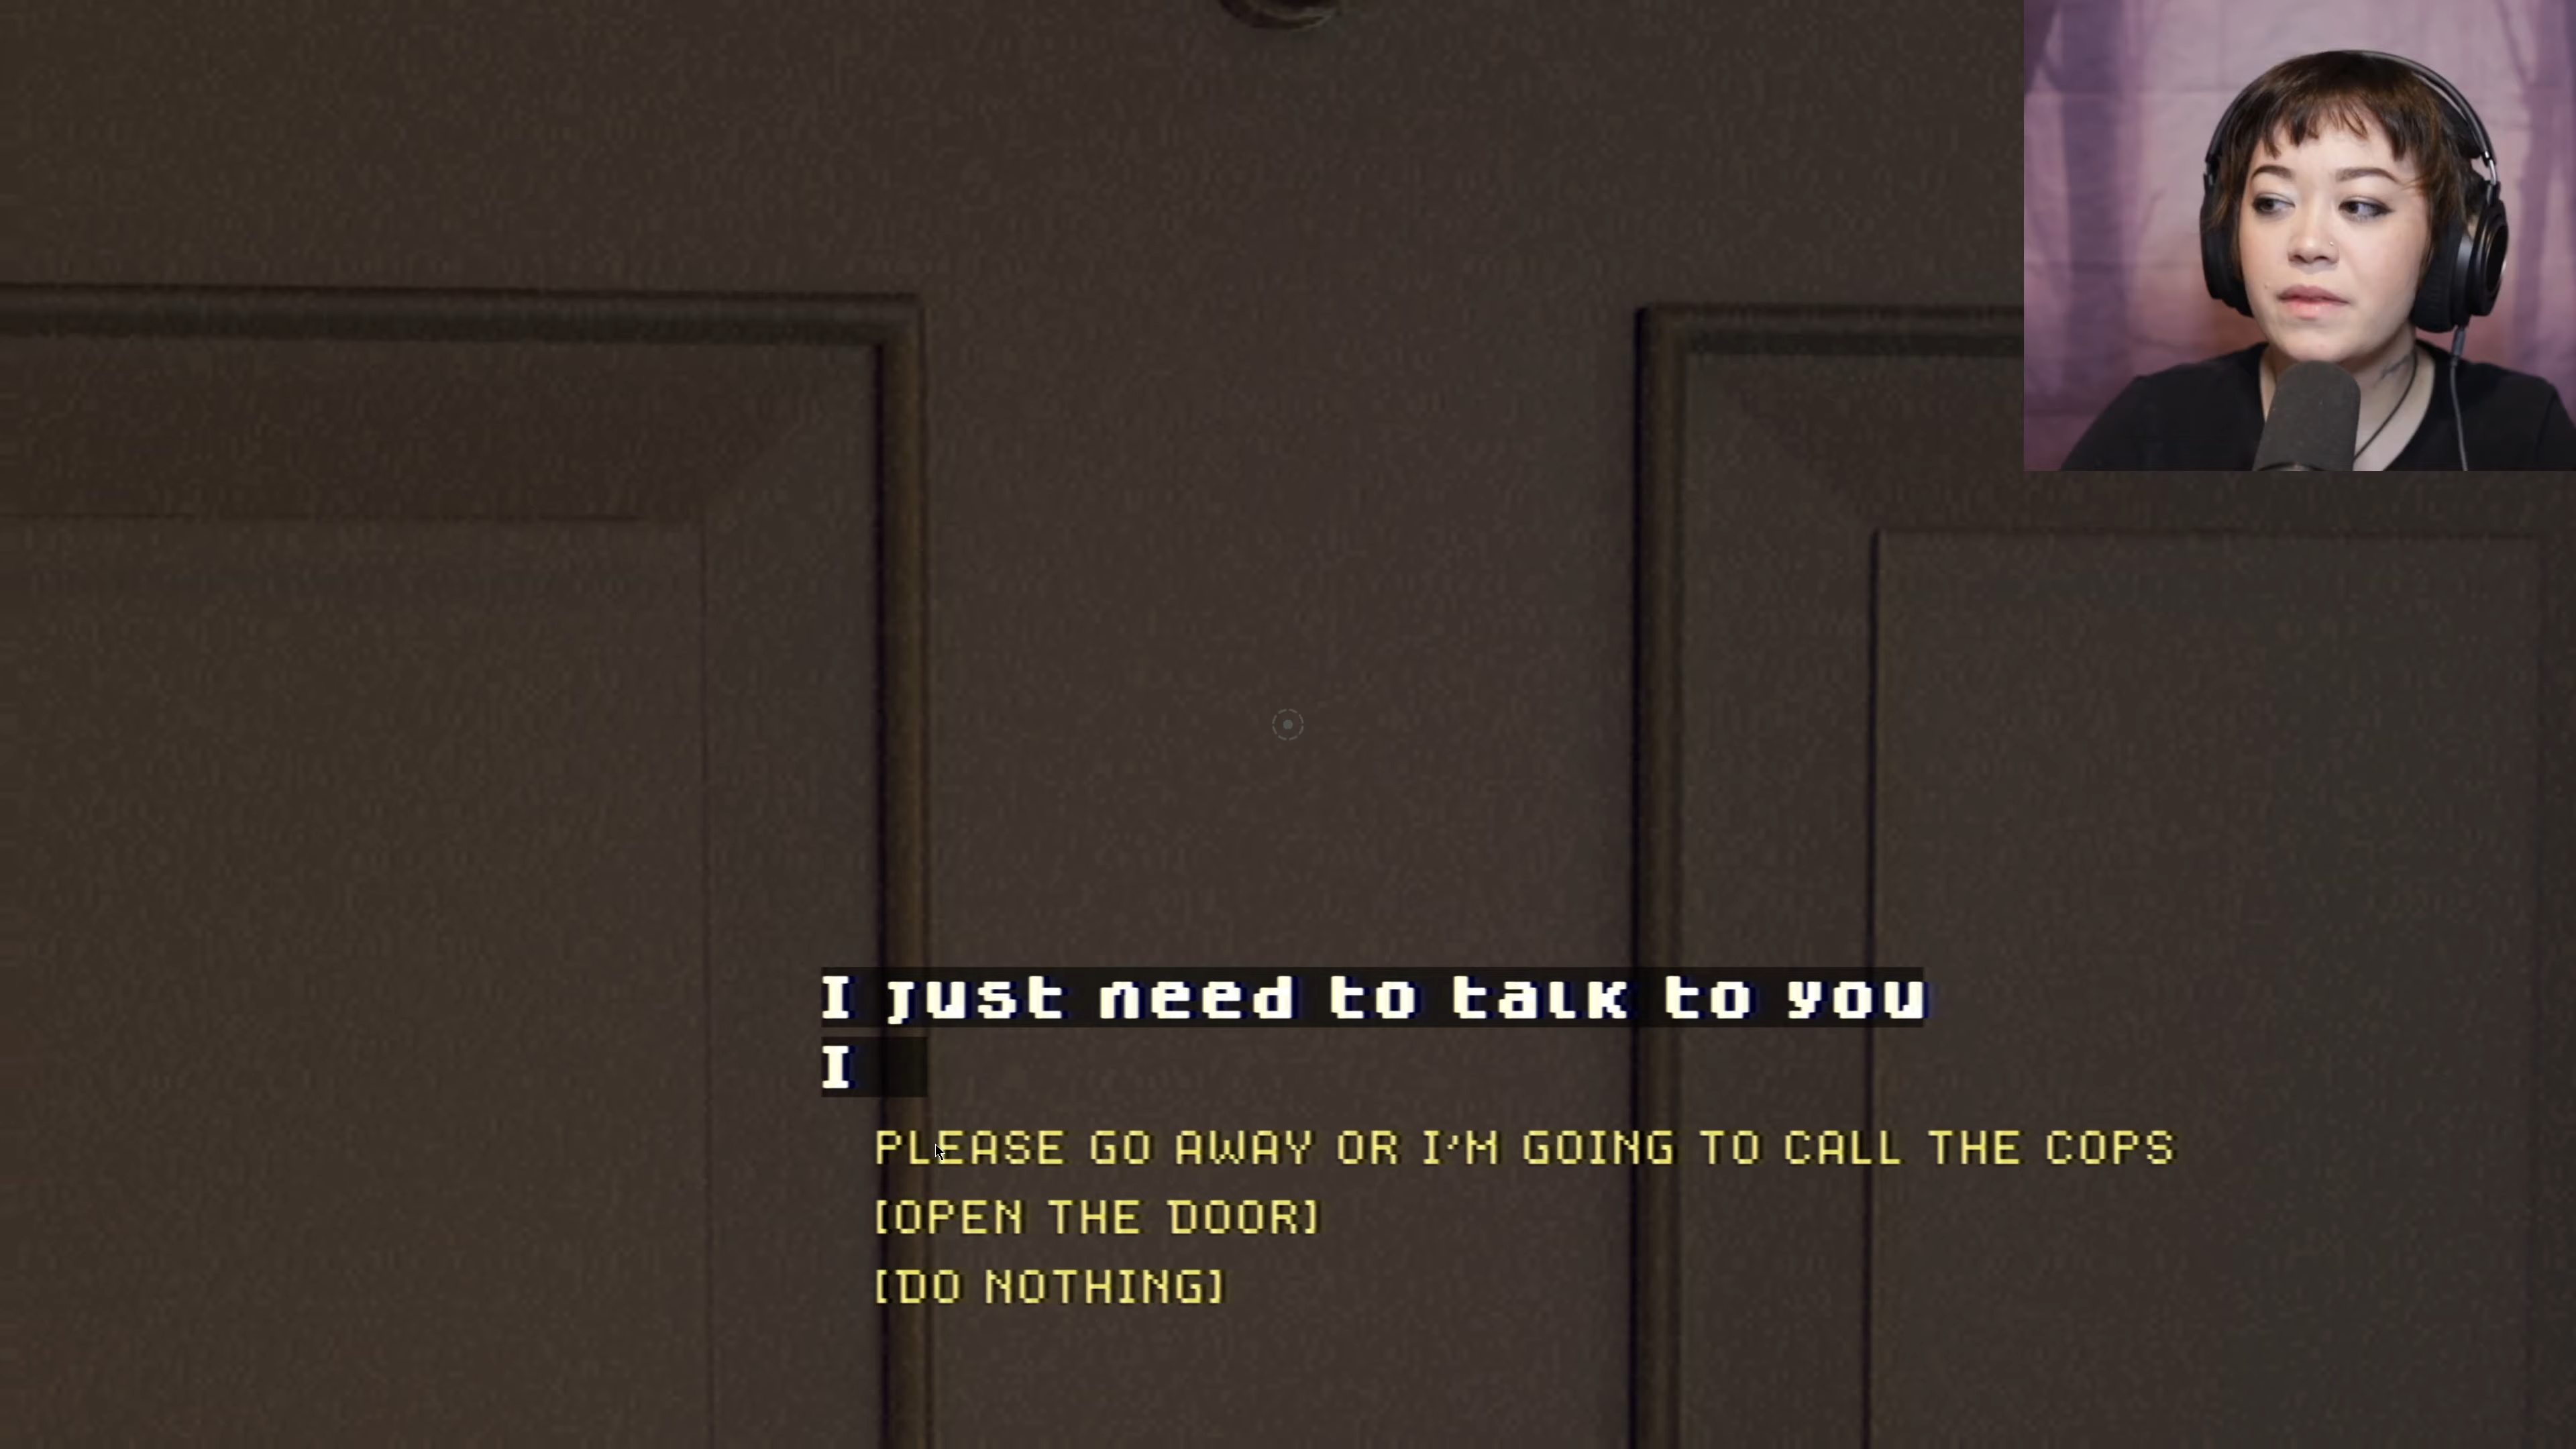 I just need to talk to you
I
PLEASE GO AWAY OR I'M GOING TO CALL THE COPS
[OPEN THE DOOR]
[DO NOTHING]